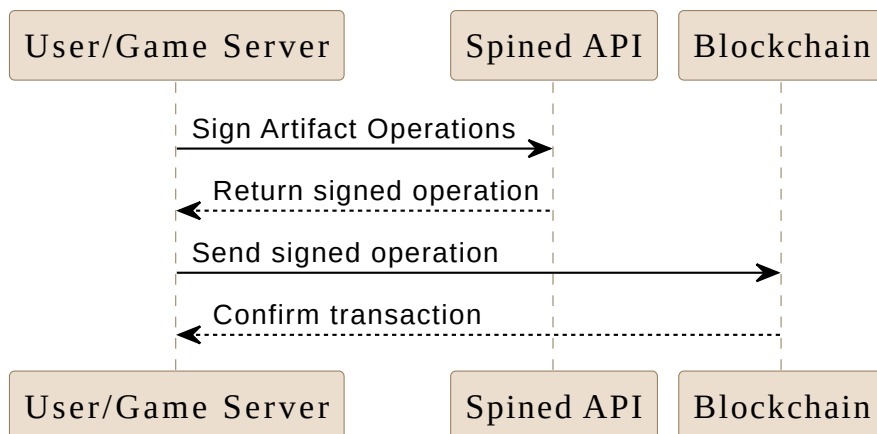 User/Game Server Spined API Blockchain
Sign Artifact Operations
Return signed operation
Send signed operation
Confirm transaction
User/Game Server Spined API Blockchain